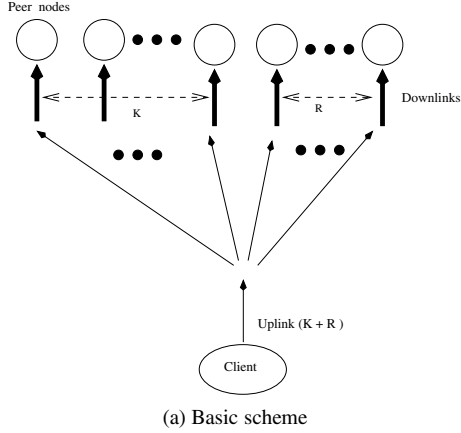 Peer nodes
K
R
Downlinks
Uplink (K + R )
Client
(a) Basic scheme